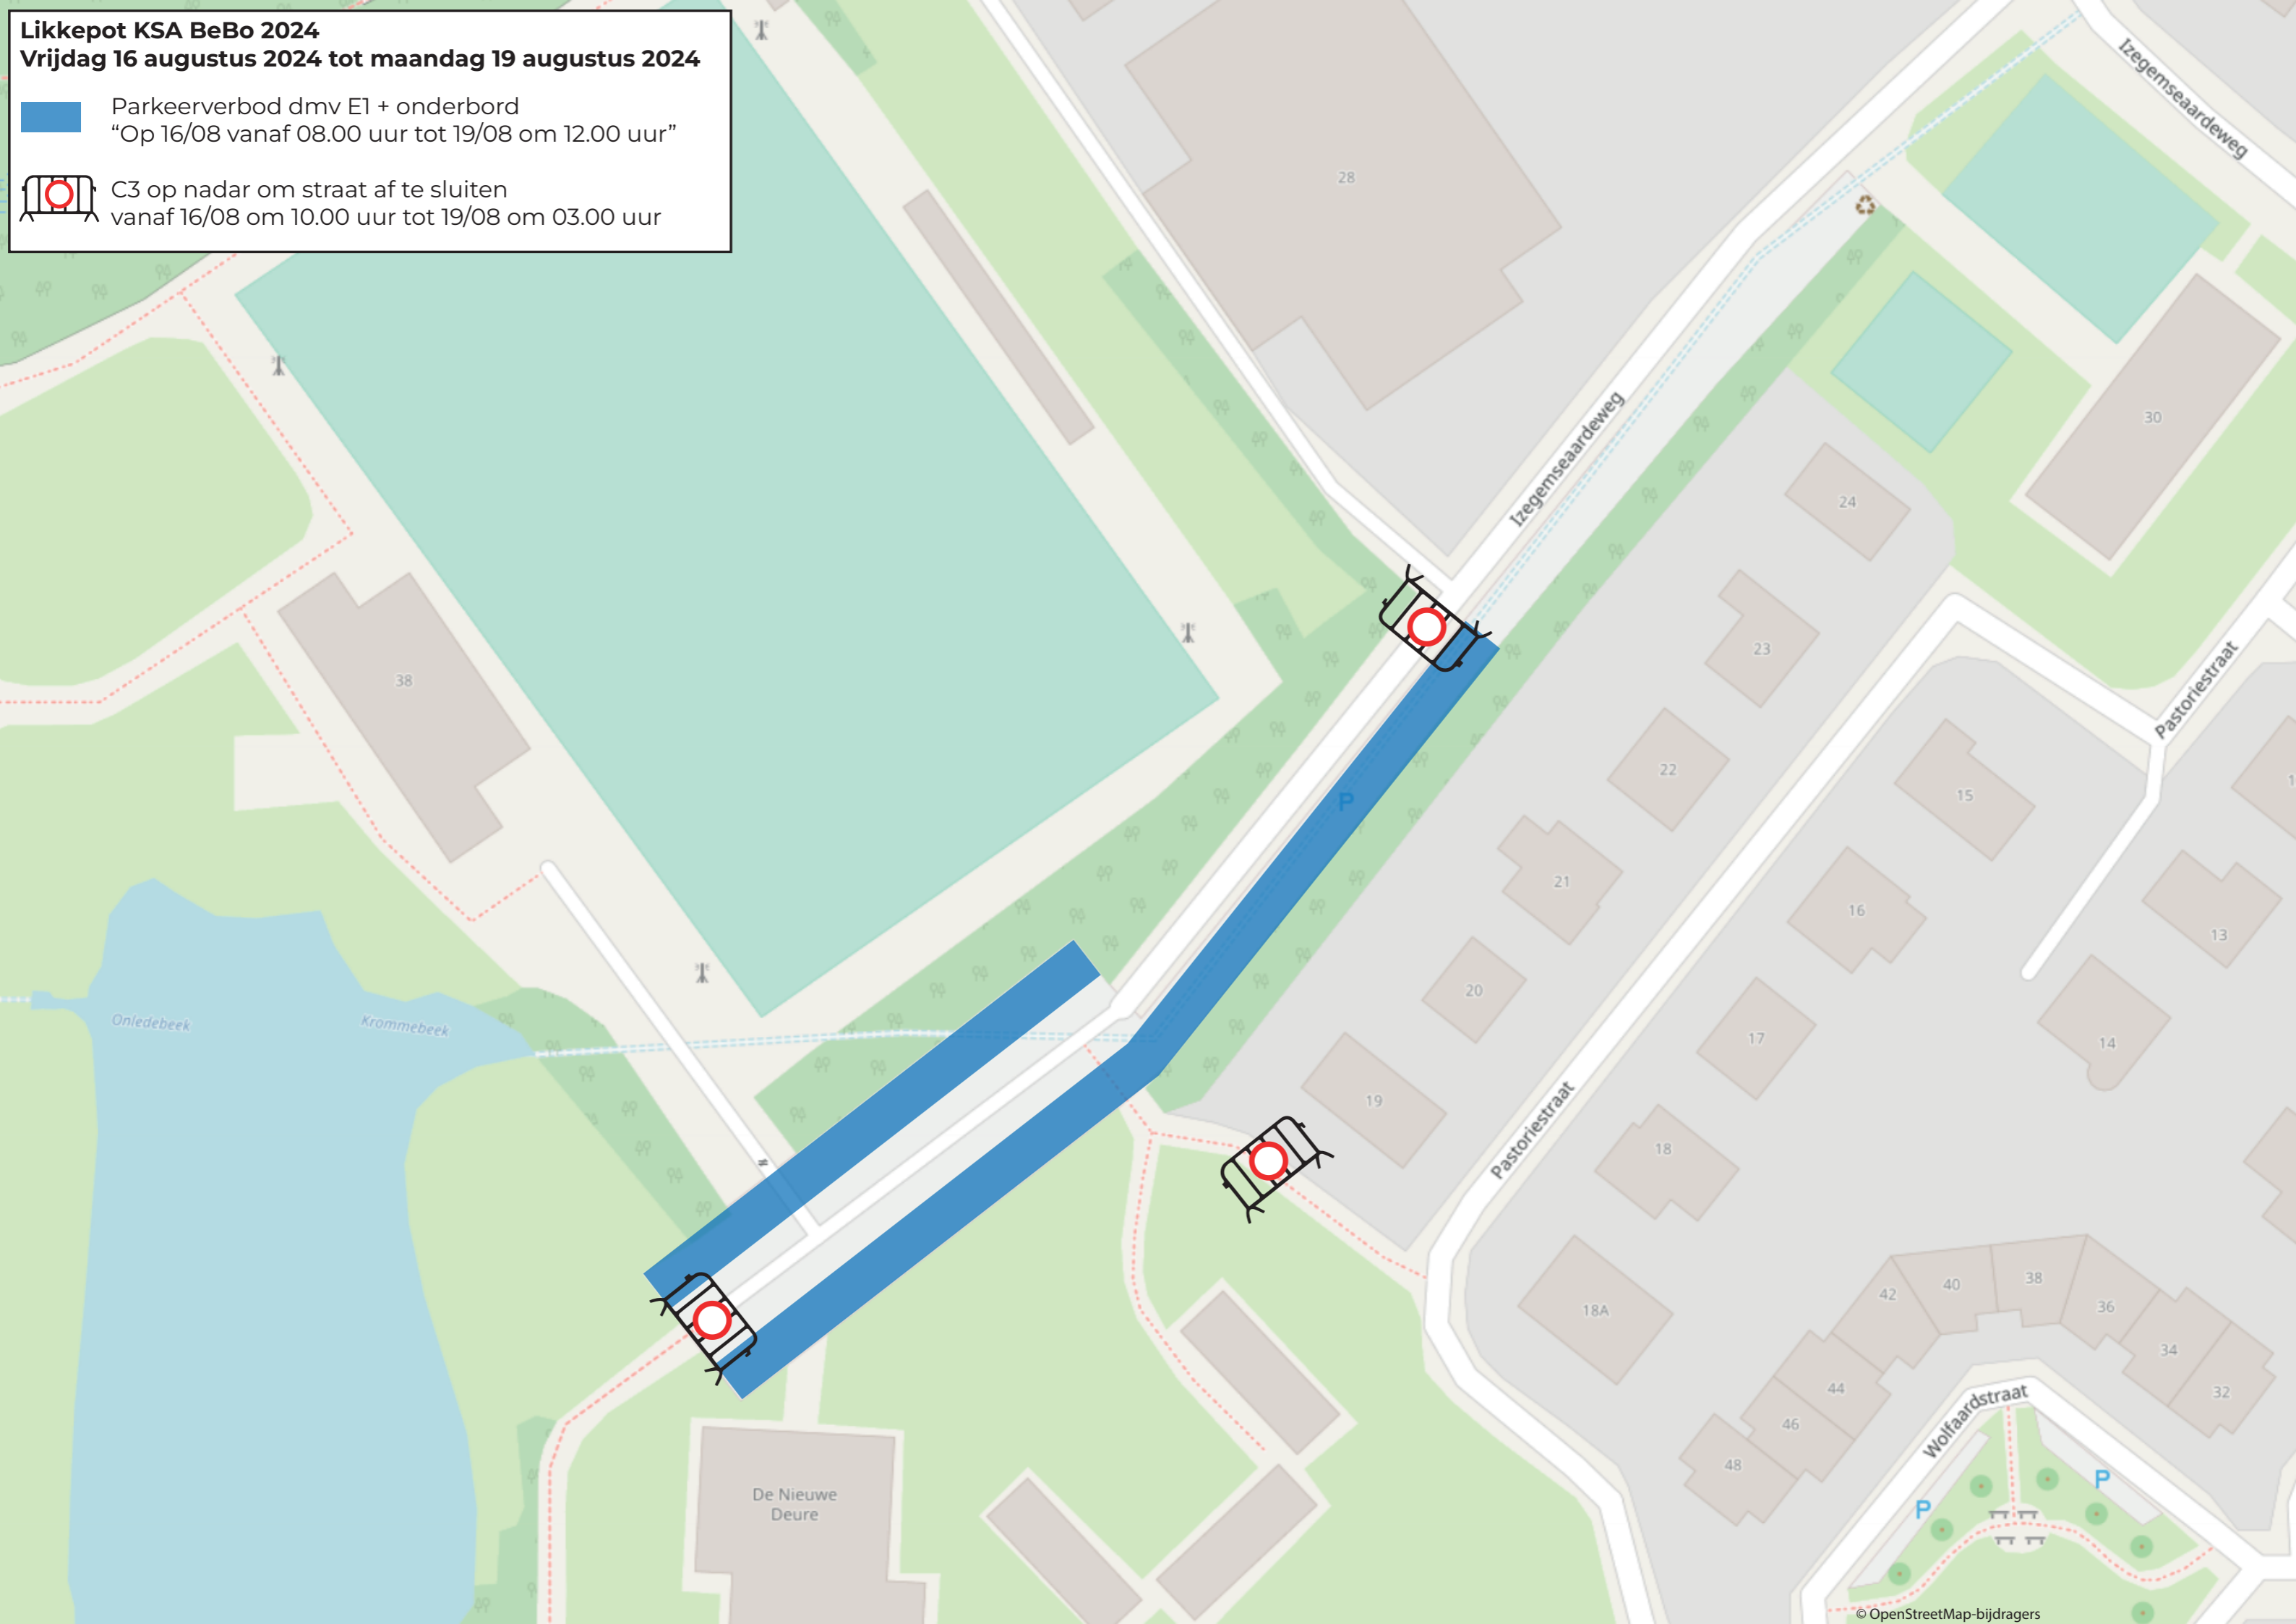 Likkepot KSA BeBo 2024
Vrijdag 16 augustus 2024 tot maandag 19 augustus 2024
Parkeerverbod dmv E1 + onderbord
“Op 16/08 vanaf 08.00 uur tot 19/08 om 12.00 uur”
C3 op nadar om straat af te sluiten
vanaf 16/08 om 10.00 uur tot 19/08 om 03.00 uur
Izegemseaardeweg
28
30
Izegemseaardeweg
24
23
38
Pastoriestraat
22
15
P
21
16
13
20
Onledebeek
Krommebeek
17
14
19
Pastoriestraat
18
18A
42
40
38
36
34
32
44
46
48
Wolfaardstraat
P
P
De Nieuwe
Deure
© OpenStreetMap-bijdragers